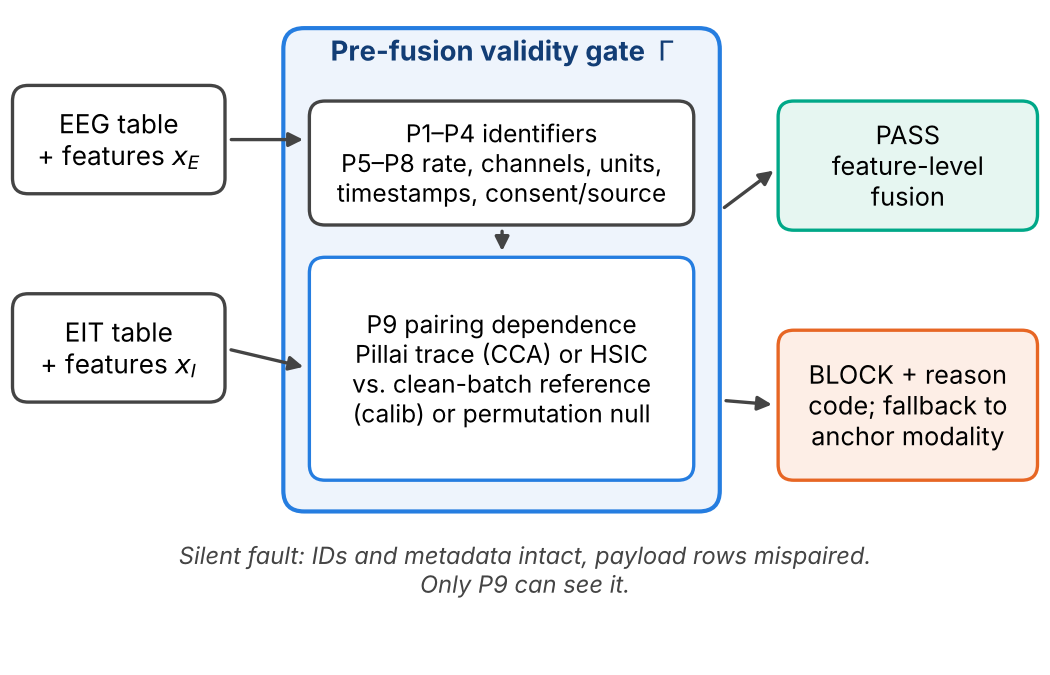 Pre-fusion validity gate Γ
EEG table
+ features x_E
P1–P4 identifiers
P5–P8 rate, channels, units,
timestamps, consent/source
PASS
feature-level
fusion
EIT table
+ features x_I
P9 pairing dependence
Pillai trace (CCA) or HSIC
vs. clean-batch reference
(calib) or permutation null
BLOCK + reason
code; fallback to
anchor modality
Silent fault: IDs and metadata intact, payload rows mispaired.
Only P9 can see it.